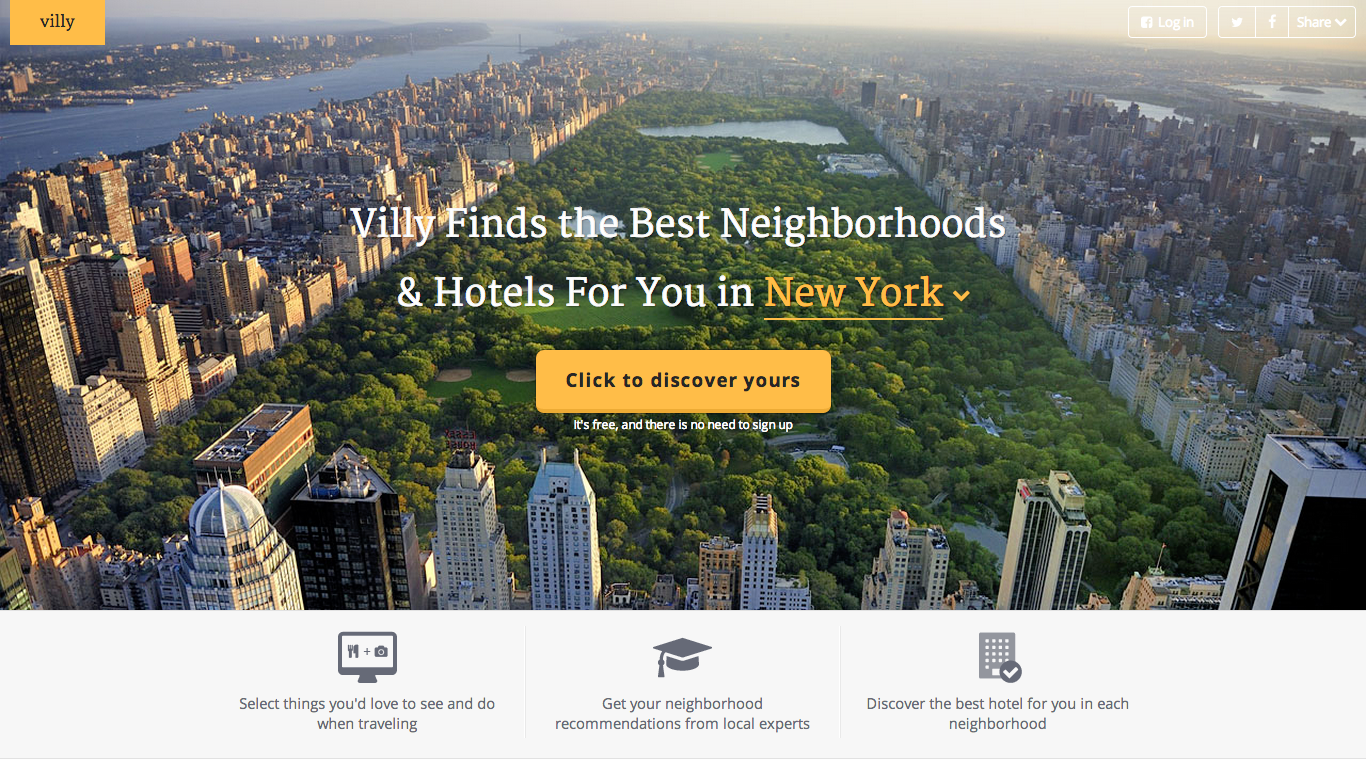 villy
Log in
Share
Villy Finds the Best Neighborhoods
& Hotels For You in New York
Click to discover yours
It's free, and there is no need to sign up
ESSEX
HOUSE
+
Select things you'd love to see and do
when traveling
Get your neighborhood
recommendations from local experts
Discover the best hotel for you in each
neighborhood